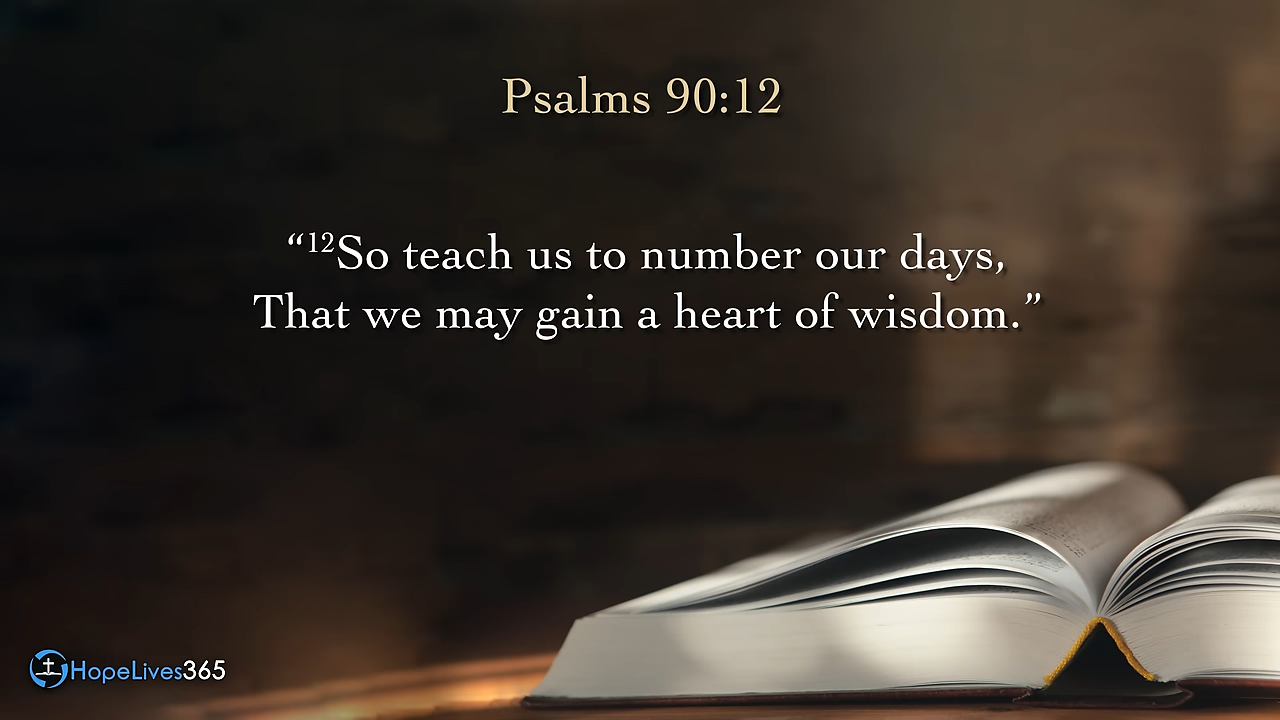 Psalms 90:12
“¹²So teach us to number our days,
That we may gain a heart of wisdom.”
HopeLives365